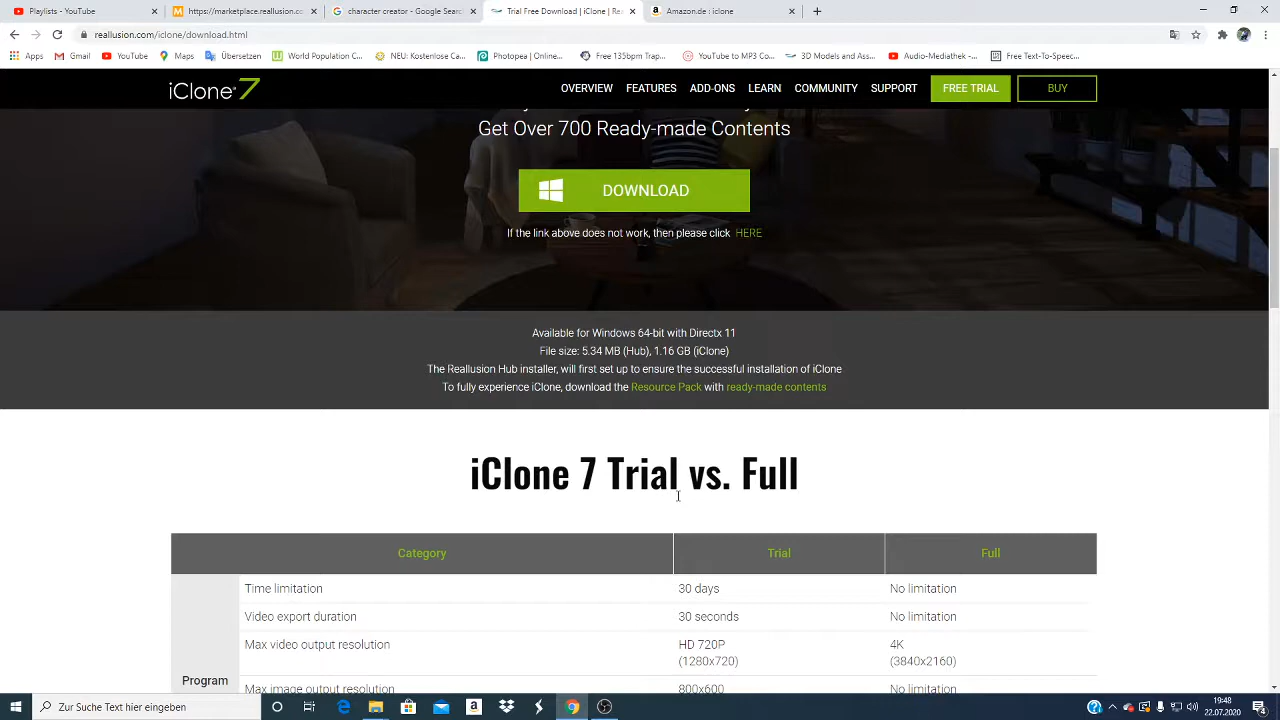 Playlists - YouTube
https://marketplace.reallusion.co
character creator - Google Sear
Trial Free Download | iClone | Re
Amazon.de : iclone
reallusion.com/iclone/download.html
Apps
Gmail
YouTube
Maps
World Population C...
NEU: Kostenlose Ca...
Photopea | Online...
Free 135bpm Trap...
YouTube to MP3
3D Models and Ass...
Audio-Mediathek -...
Free Text-To-Speec...
iClone 7
OVERVIEW
FEATURES
ADD-ONS
LEARN
COMMUNITY
SUPPORT
FREE TRIAL
BUY
Get Over 700 Ready-made Contents
DOWNLOAD
If the link above does not work, then please click HERE
Available for Windows 64-bit with Directx 11
File size: 5.34 MB (Hub), 1.16 GB (iClone)
The Reallusion Hub installer, will first set up to ensure the successful installation of iClone
To fully experience iClone, download the Resource Pack with ready-made contents
iClone 7 Trial vs. Full
Category
Trial
Full
Time limitation
30 days
No limitation
Video export duration
30 seconds
No limitation
Max video output resolution
HD 720P
(1280x720)
4K
(3840x2160)
Program
Max image output resolution
800x600
No limitation
Zur Suche Text hier eingeben
19:48
22.07.2020